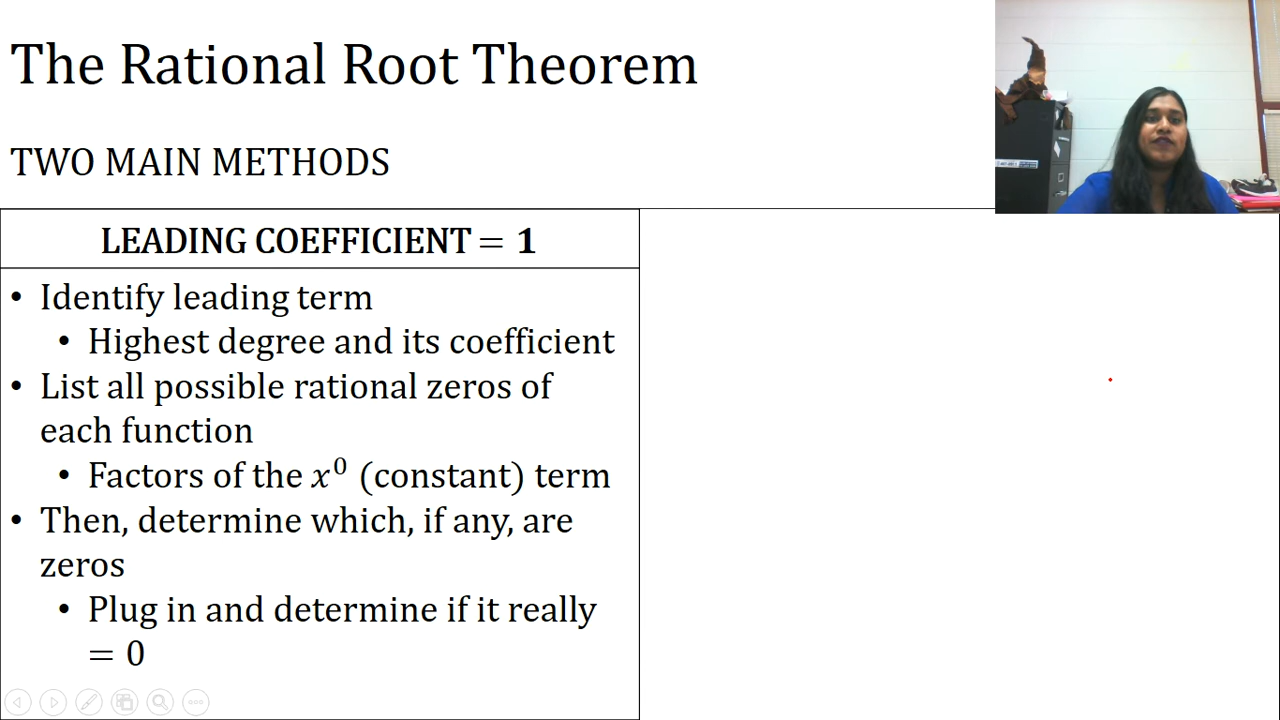 The Rational Root Theorem
TWO MAIN METHODS
LEADING COEFFICIENT = 1
• Identify leading term
• Highest degree and its coefficient
• List all possible rational zeros of
each function
• Factors of the x⁰ (constant) term
• Then, determine which, if any, are
zeros
• Plug in and determine if it really
= 0